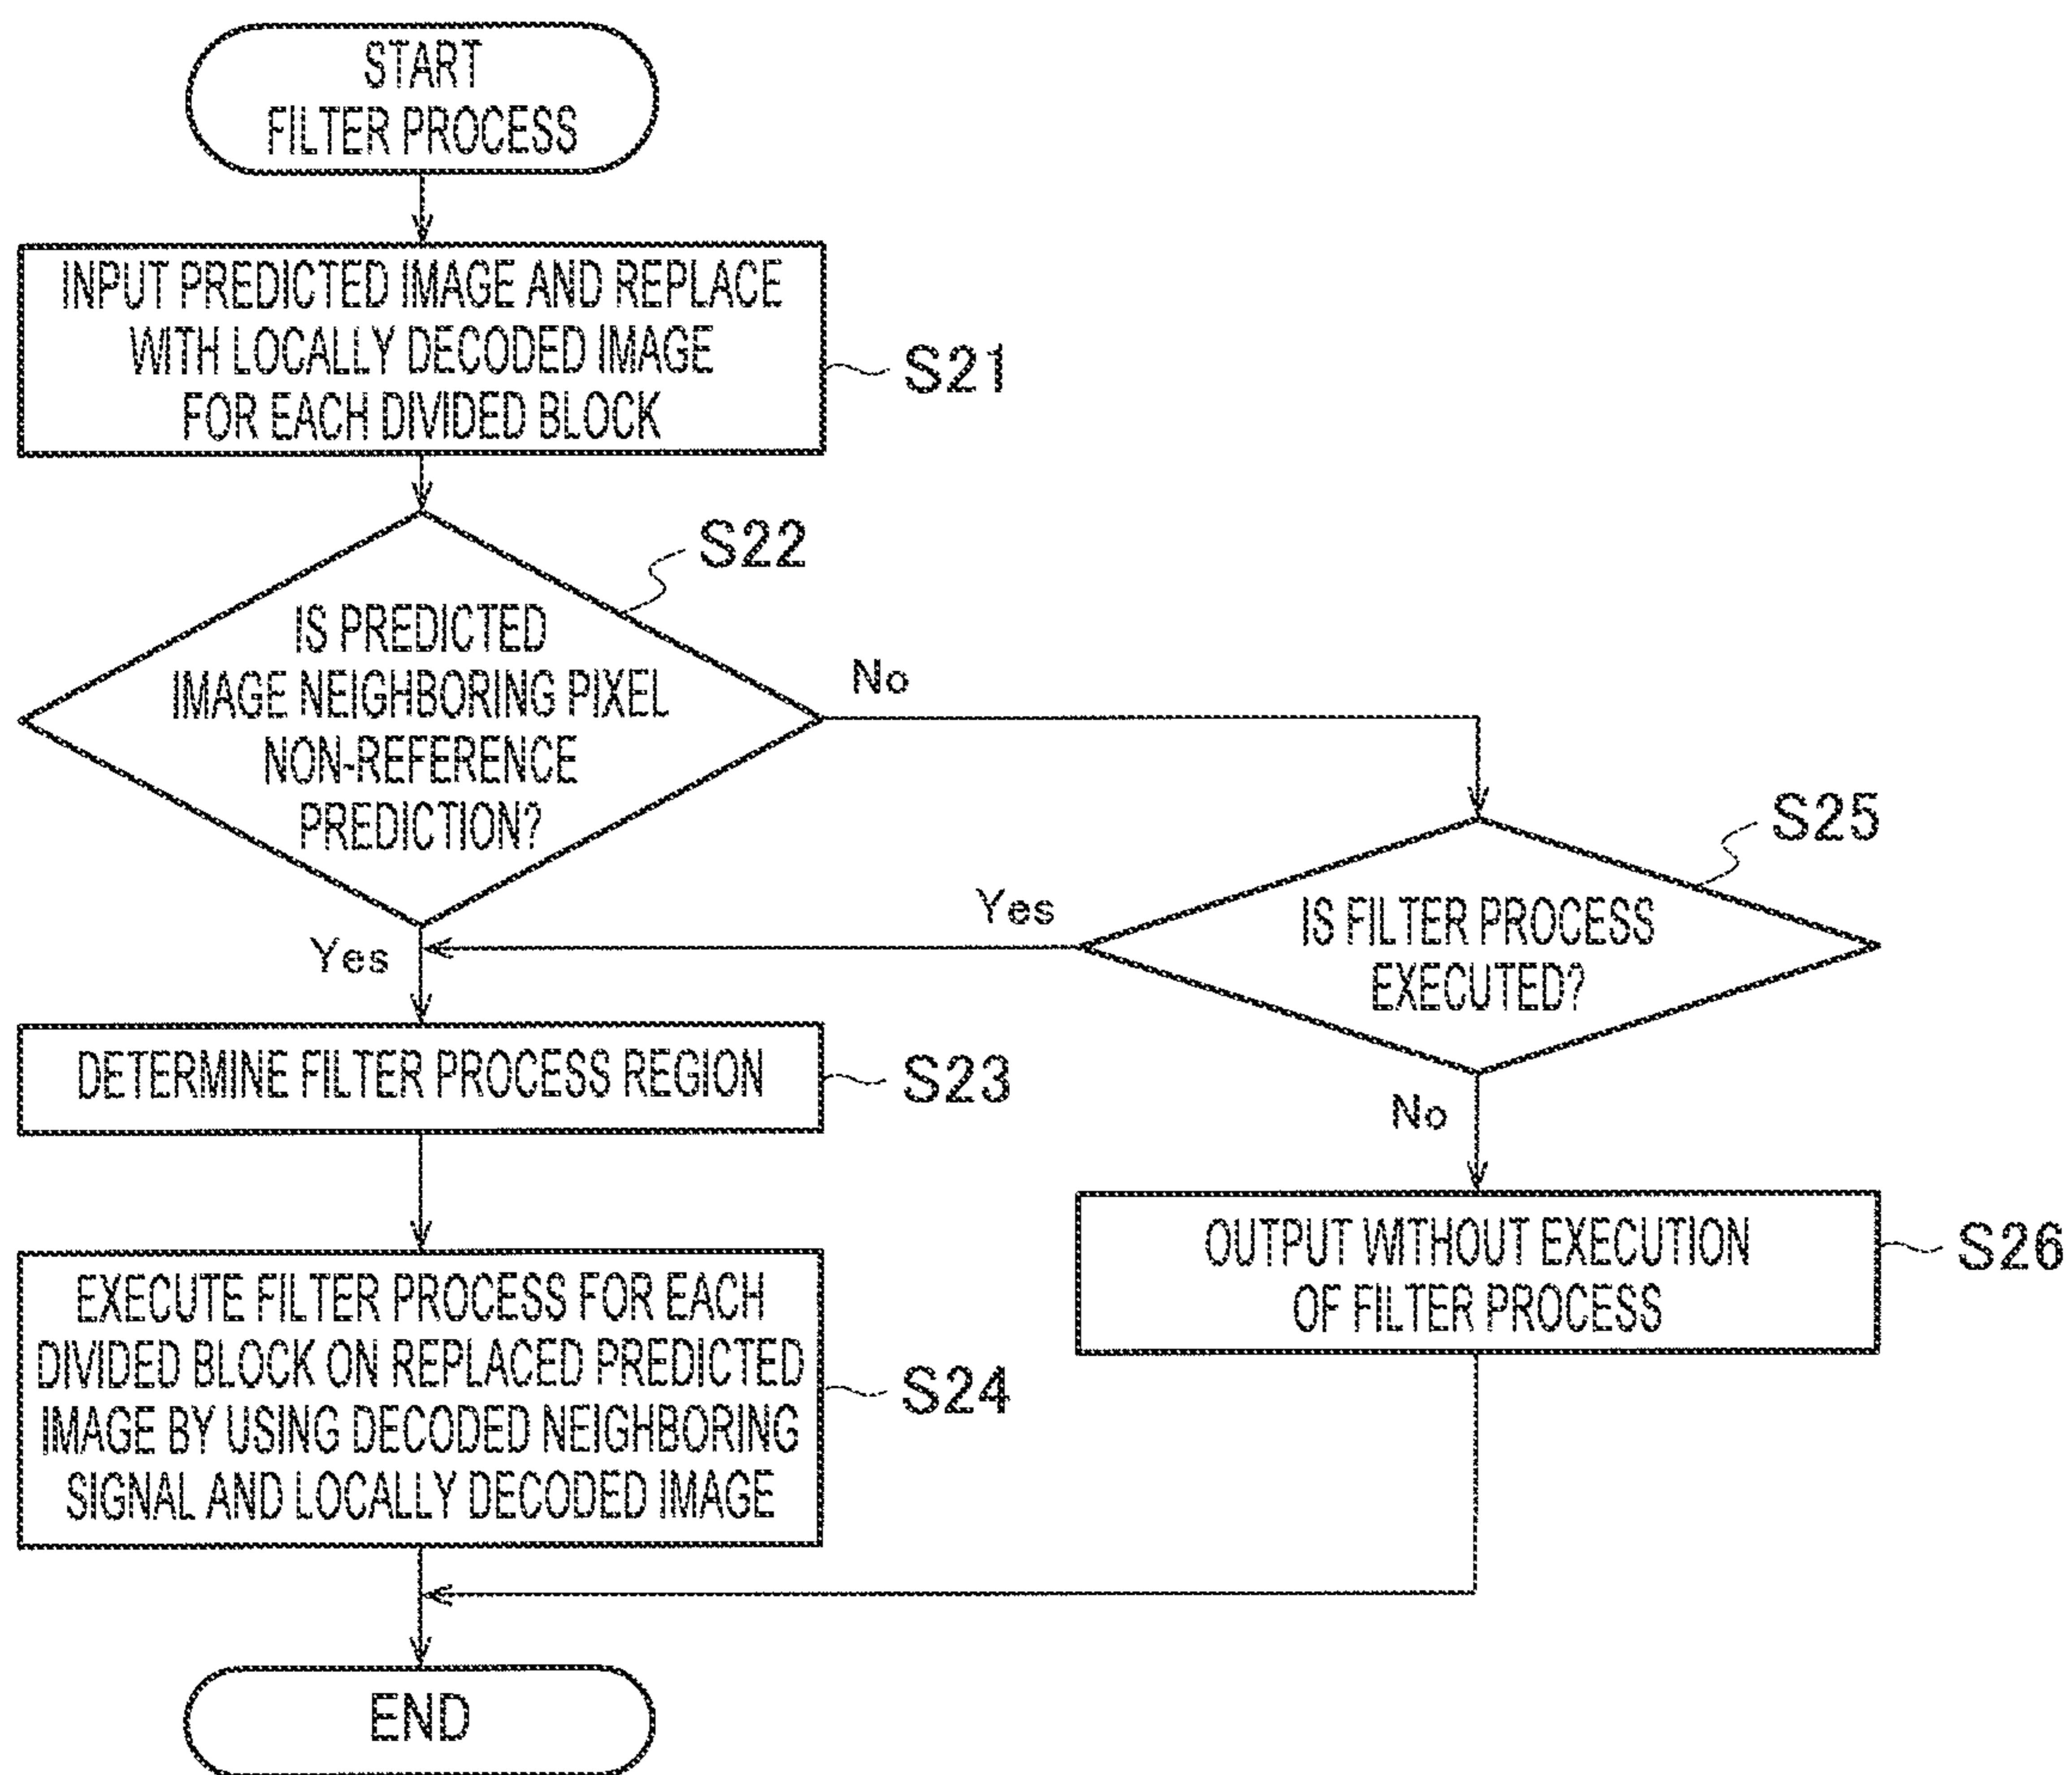 START
FILTER PROCESS
INPUT PREDICTED IMAGE AND REPLACE
WITH LOCALLY DECODED IMAGE
FOR EACH DIVIDED BLOCK
S21
S22
IS PREDICTED
IMAGE NEIGHBORING PIXEL
NON-REFERENCE
PREDICTION?
No
Yes
S25
IS FILTER PROCESS
EXECUTED?
Yes
No
DETERMINE FILTER PROCESS REGION
S23
EXECUTE FILTER PROCESS FOR EACH
DIVIDED BLOCK ON REPLACED PREDICTED
IMAGE BY USING DECODED NEIGHBORING
SIGNAL AND LOCALLY DECODED IMAGE
S24
OUTPUT WITHOUT EXECUTION
OF FILTER PROCESS
S26
END